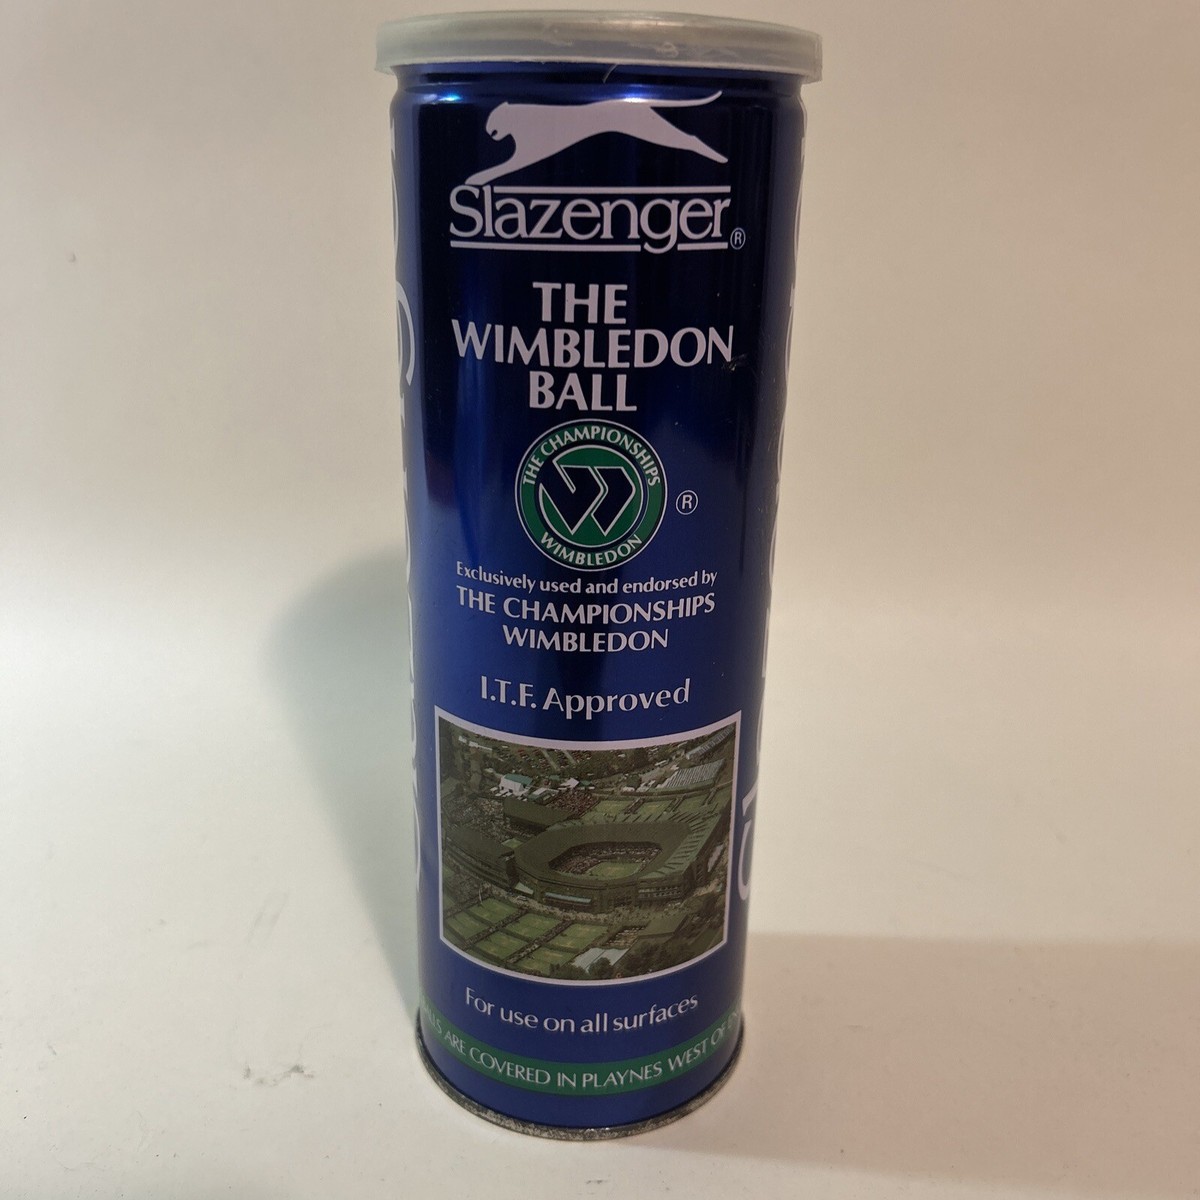 Slazenger®
THE
WIMBLEDON
BALL
THE CHAMPIONSHIPS
WIMBLEDON
®
Exclusively used and endorsed by
THE CHAMPIONSHIPS
WIMBLEDON
I.T.F. Approved
For use on all surfaces
ARE COVERED IN PLAYNES WEST OF